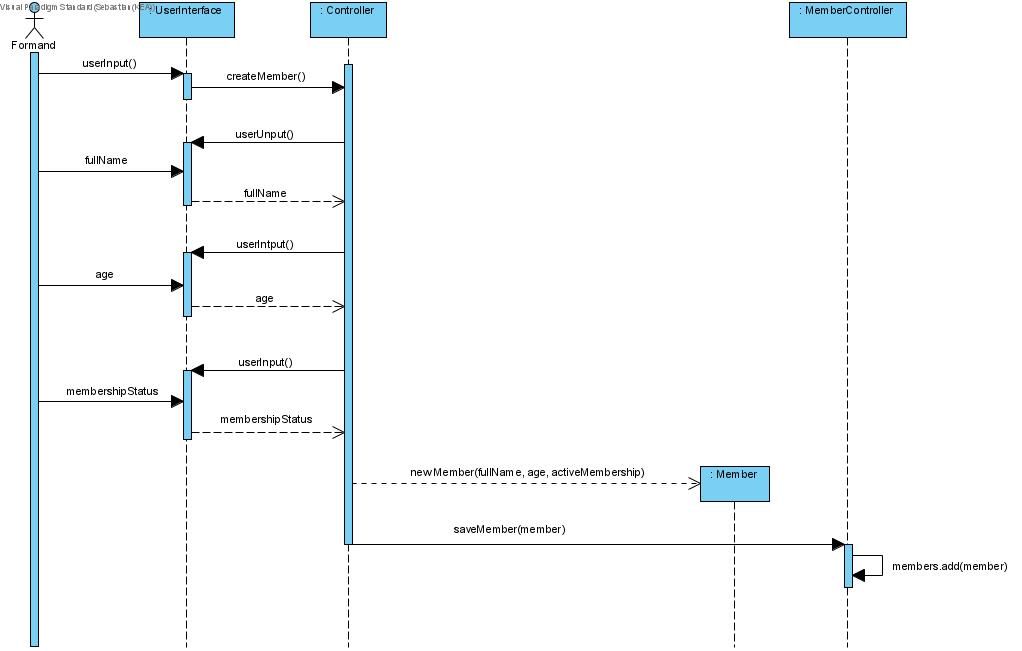 Visual Paradigm Standard (Sebastian (KEA))
: UserInterface
: Controller
: MemberController
Formand
userInput()
createMember()
userUnput()
fullName
fullName
userIntput()
age
age
userInput()
membershipStatus
membershipStatus
newMember(fullName, age, activeMembership)
: Member
saveMember(member)
members.add(member)